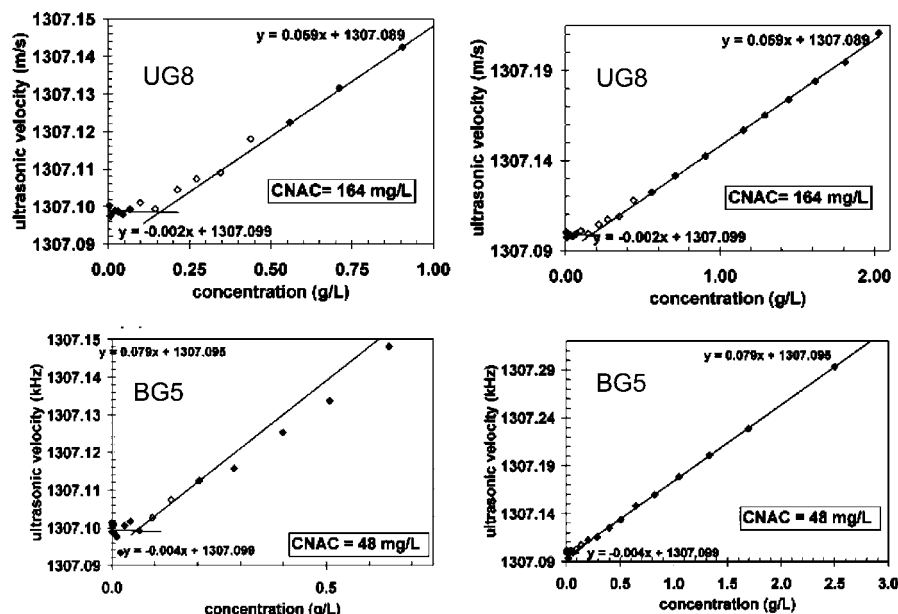 1307.15
y = 0.059x + 1307.089
1307.14
UG8
1307.13
1307.12
1307.11
CNAC= 164 mg/L
1307.10
y = -0.002x + 1307.099
1307.09
0.00 0.25 0.50 0.75 1.00
concentration (g/L)
ultrasonic velocity (m/s)
y = 0.059x + 1307.089
1307.19
UG8
1307.14
CNAC= 164 mg/L
1307.09
y = -0.002x + 1307.099
0.00 1.00 2.00
concentration (g/L)
ultrasonic velocity (m/s)
1307.15
y = 0.079x + 1307.095
1307.14
BG5
1307.13
1307.12
1307.11
1307.10
CNAC = 48 mg/L
y = -0.004x + 1307.099
1307.09
0.0 0.5
concentration (g/L)
ultrasonic velocity (kHz)
y = 0.079x + 1307.095
1307.29
BG5
1307.24
1307.19
1307.14
CNAC = 48 mg/L
1307.09
y = -0.004x + 1307.099
0.0 0.5 1.0 1.5 2.0 2.5 3.0
concentration (g/L)
ultrasonic velocity (kHz)